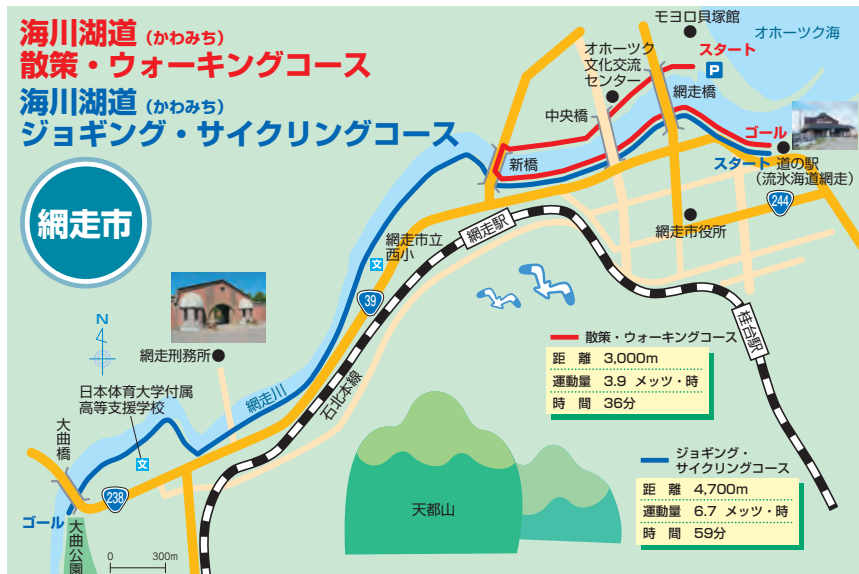 海川湖道（かわみち）
散策・ウォーキングコース
海川湖道（かわみち）
ジョギング・サイクリングコース
網走市
モヨロ貝塚館
オホーツク海
スタート
P
オホーツク
文化交流
センター
網走橋
中央橋
ゴール
新橋
スタート
道の駅
（流氷海道網走）
244
網走駅
網走市役所
網走市立
西小
文
39
桂台駅
N
網走刑務所
散策・ウォーキングコース
距離 3,000m
運動量 3.9 メッツ・時
時間 36分
日本体育大学付属
高等支援学校
網走川
石北本線
大曲橋
文
ジョギング・
サイクリングコース
距離 4,700m
運動量 6.7 メッツ・時
時間 59分
238
天都山
ゴール
大曲公園
0 300m